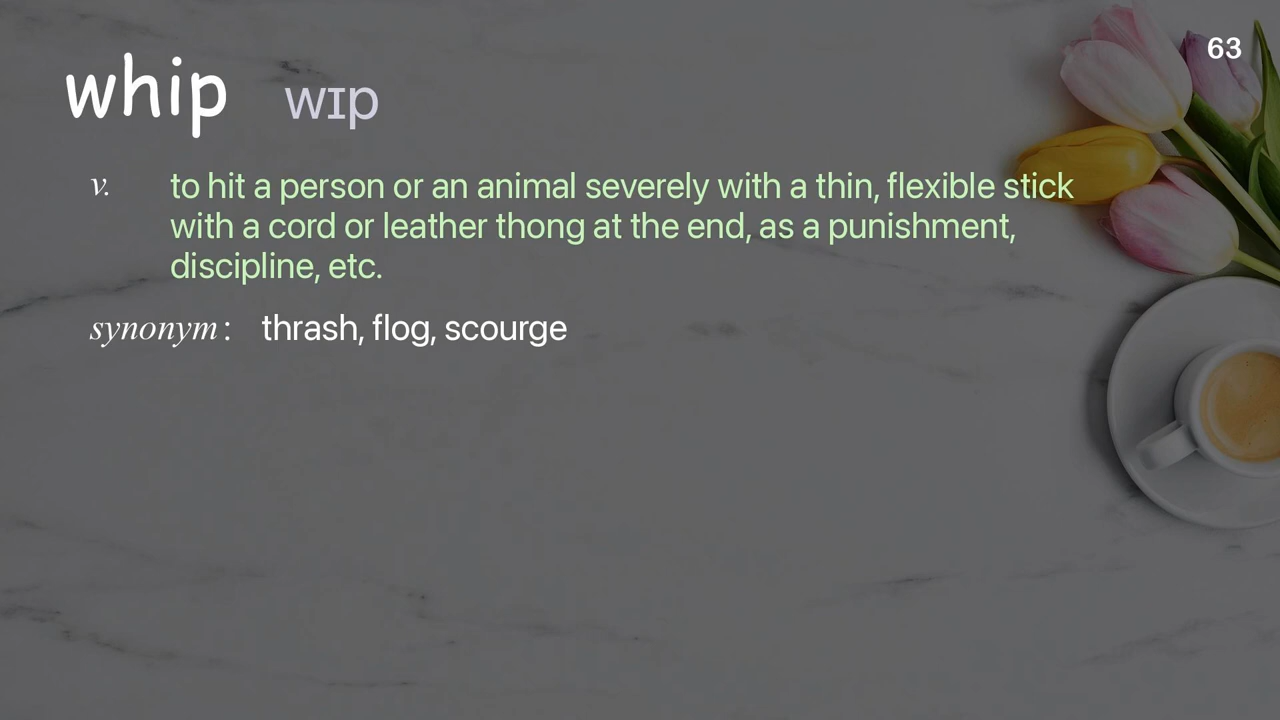 63
whip wɪp
v. to hit a person or an animal severely with a thin, flexible stick
with a cord or leather thong at the end, as a punishment,
discipline, etc.
synonym: thrash, flog, scourge